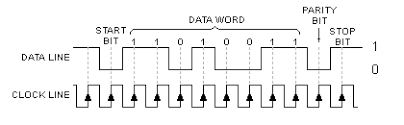 PARITY
BIT
DATA WORD
START
BIT
STOP
BIT
1 1 0 1 0 0 1 1
1
DATA LINE
0
CLOCK LINE